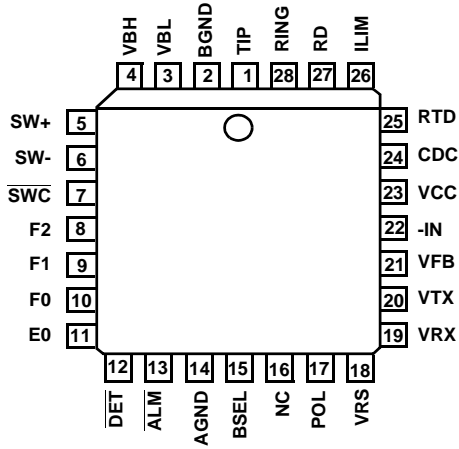 VBH VBL BGND TIP RING RD ILIM
4 3 2 1 28 27 26
SW+ 5 25 RTD
SW- 6 24 CDC
SWC 7 23 VCC
F2 8 22 -IN
F1 9 21 VFB
F0 10 20 VTX
E0 11 19 VRX
12 13 14 15 16 17 18
DET ALM AGND BSEL NC POL VRS